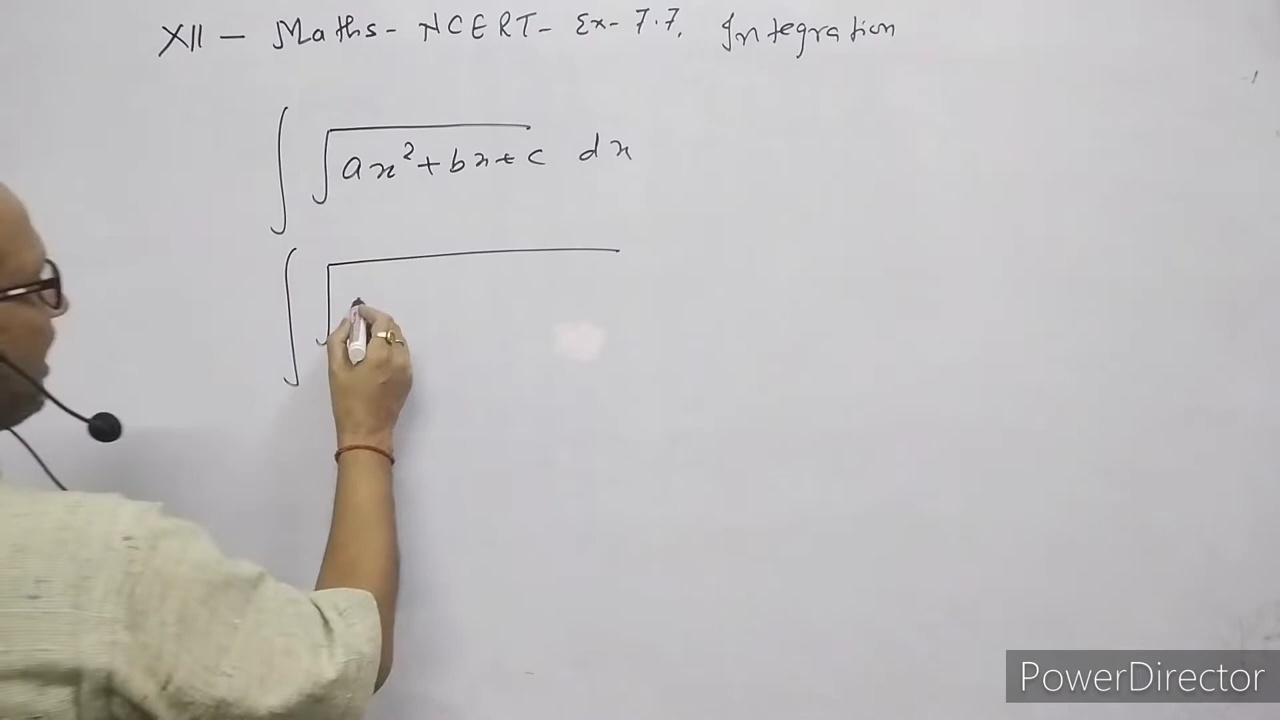 XII - Maths - NCERT - Ex - 7.7, Integration
∫ √(ax²+bx+c) dx
∫ √
PowerDirector